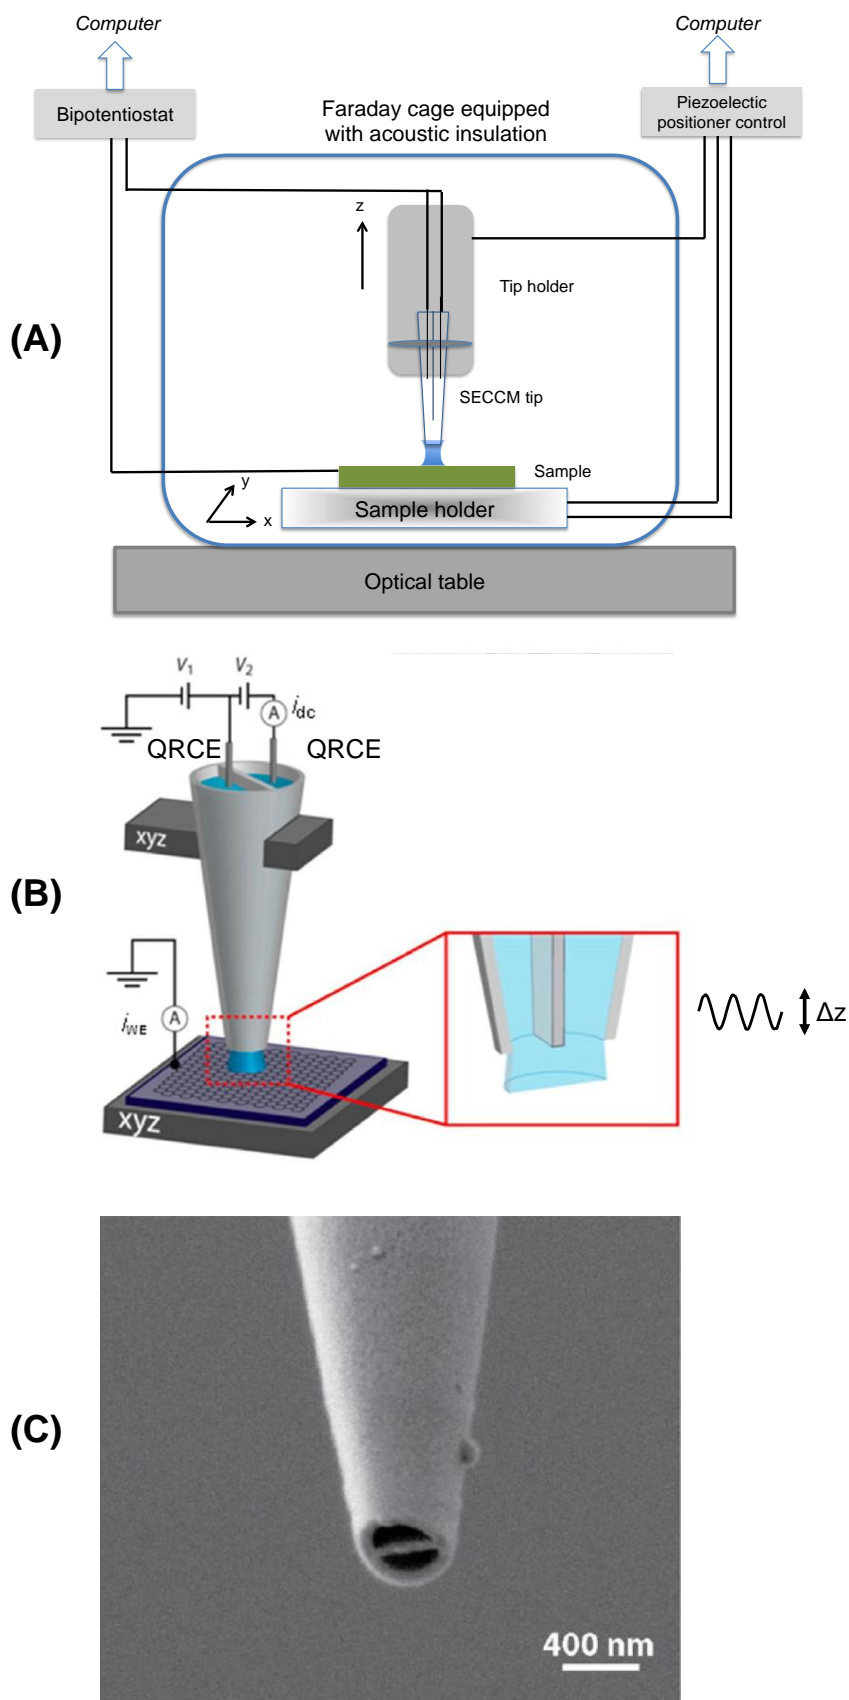 Computer
Computer
Bipotentiostat
Faraday cage equipped
with acoustic insulation
Piezoelectic
positioner control
z
Tip holder
(A)
SECCM tip
Sample
y
x
Sample holder
Optical table
V1
V2
A
idc
QRCE
QRCE
xyz
(B)
A
iWE
Δz
xyz
(C)
400 nm